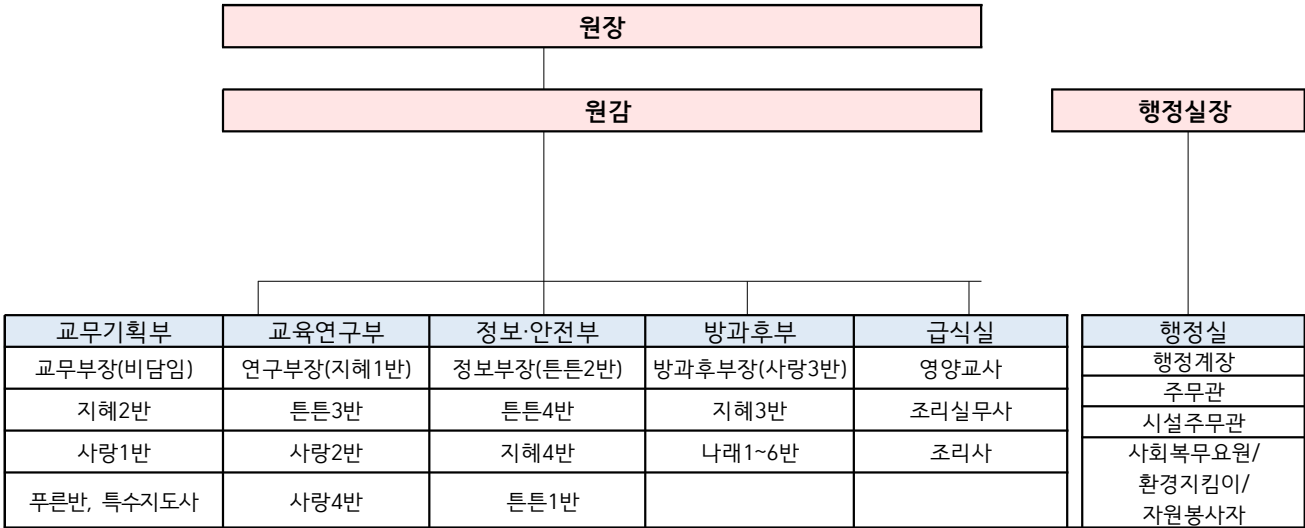 원장
원감
행정실장
교무기획부 교육연구부 정보·안전부 방과후부 급식실 행정실
교무부장(비담임) 연구부장(지혜1반) 정보부장(튼튼2반) 방과후부장(사랑3반) 영양교사 행정계장
주무관
지혜2반 튼튼3반 튼튼4반 지혜3반 조리실무사 시설주무관
사랑1반 사랑2반 지혜4반 나래1~6반 조리사 사회복무요원/
환경지킴이/
푸른반, 특수지도사 사랑4반 튼튼1반 자원봉사자